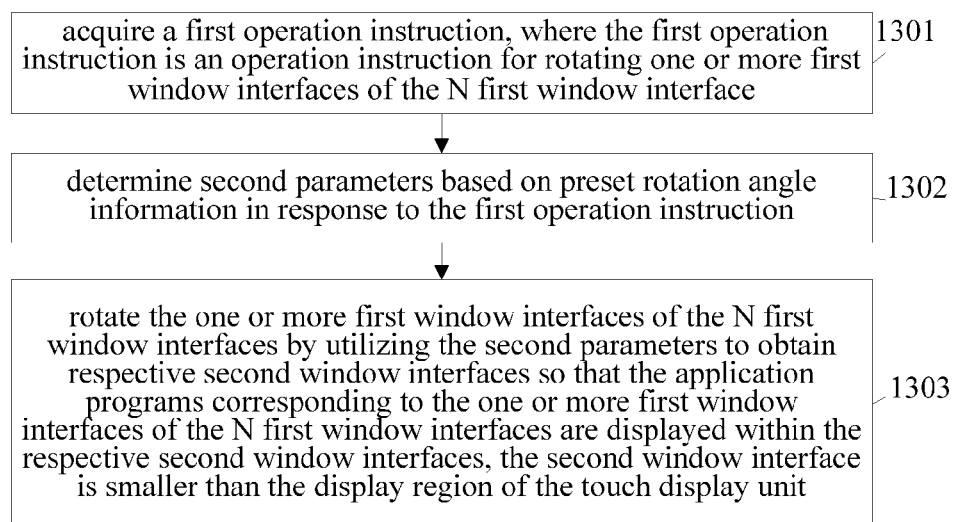 acquire a first operation instruction, where the first operation
instruction is an operation instruction for rotating one or more first
window interfaces of the N first window interface
1301
determine second parameters based on preset rotation angle
information in response to the first operation instruction
1302
rotate the one or more first window interfaces of the N first
window interfaces by utilizing the second parameters to obtain
respective second window interfaces so that the application
programs corresponding to the one or more first window
interfaces of the N first window interfaces are displayed within the
respective second window interfaces, the second window interface
is smaller than the display region of the touch display unit
1303